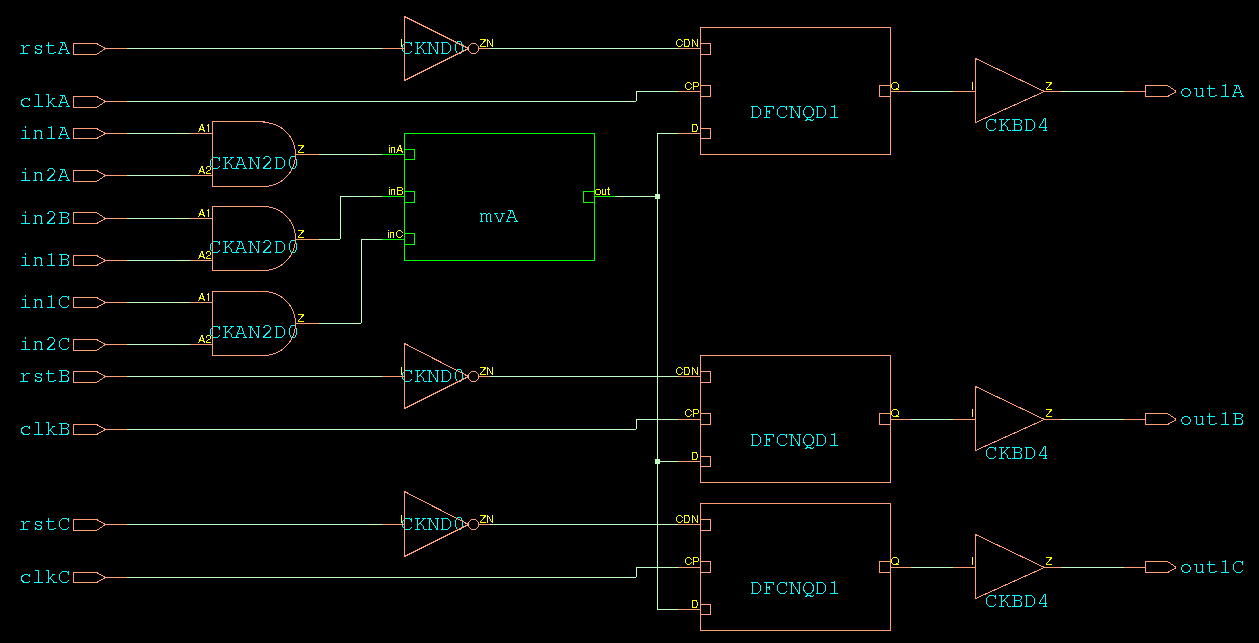 rstA CKND0 ZN CDN
clkA CP DFCNQD1 Q I Z out1A
CKBD4
in1A A1 D
CKAN2D0 Z inA
in2A A2
inB mvA out
in2B A1
CKAN2D0 Z inC
in1B A2
in1C A1
CKAN2D0 Z
in2C A2
rstB CKND0 ZN CDN
clkB CP DFCNQD1 Q I Z out1B
CKBD4
D
rstC CKND0 ZN CDN
clkC CP DFCNQD1 Q I Z out1C
CKBD4
D